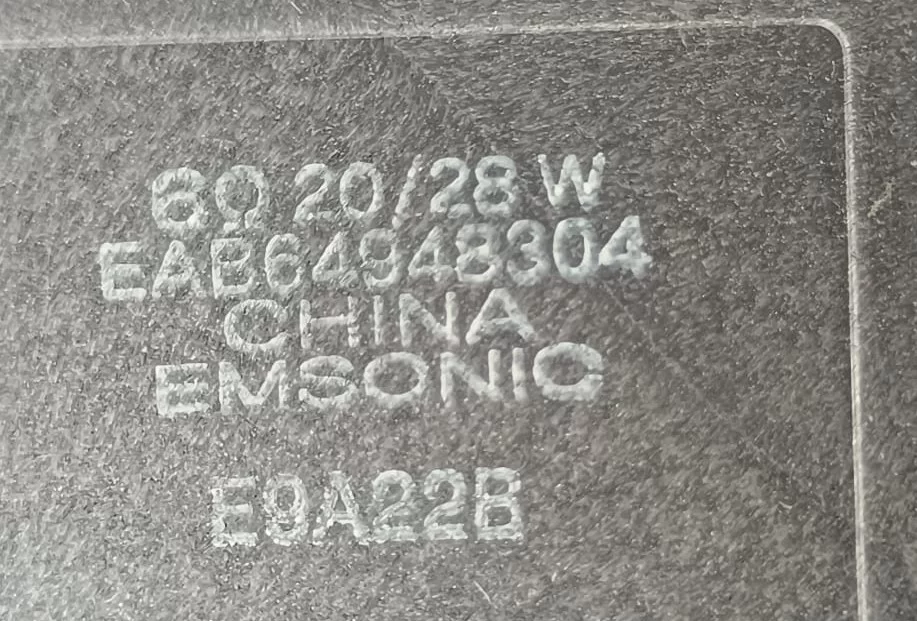 6Ω 20/28 W
EAB64948304
CHINA
EMSONIC
E9A22B